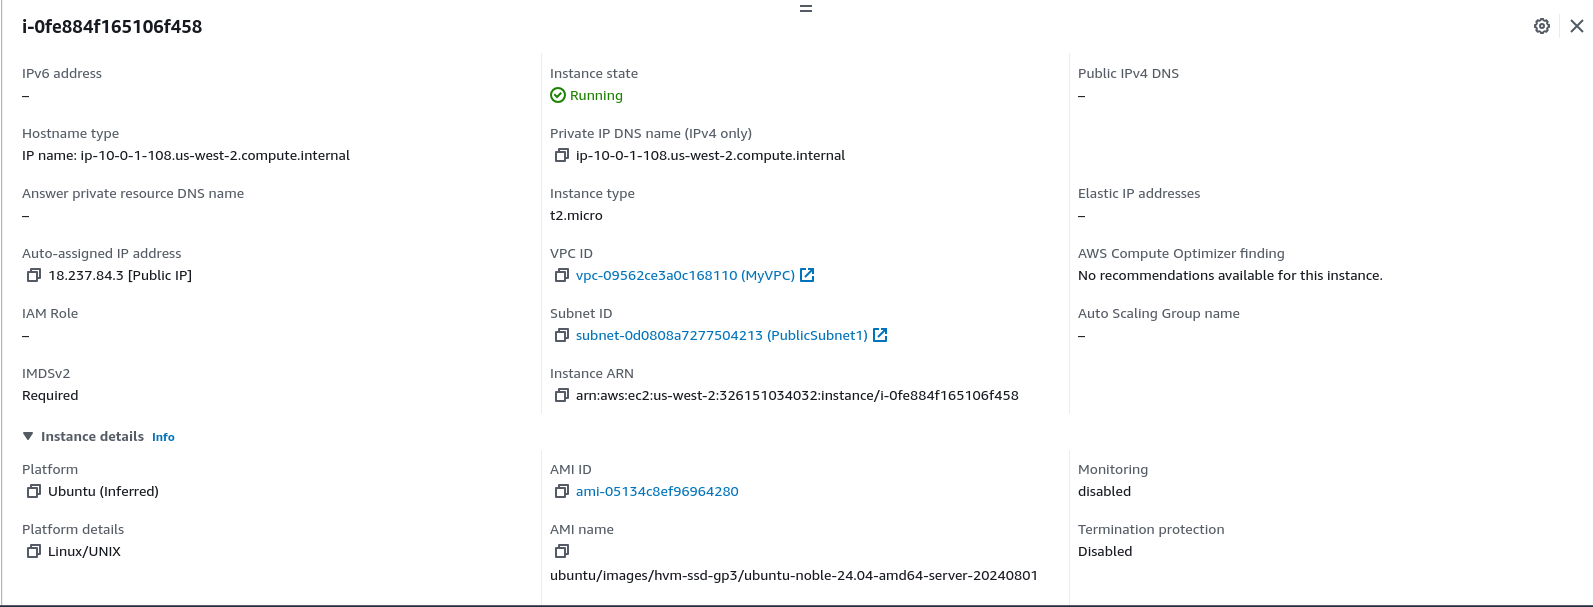 i-0fe884f165106f458
IPv6 address
–
Instance state
Running
Public IPv4 DNS
–
Hostname type
IP name: ip-10-0-1-108.us-west-2.compute.internal
Private IP DNS name (IPv4 only)
ip-10-0-1-108.us-west-2.compute.internal
Answer private resource DNS name
–
Instance type
t2.micro
Elastic IP addresses
–
Auto-assigned IP address
18.237.84.3 [Public IP]
VPC ID
vpc-09562ce3a0c168110 (MyVPC)
AWS Compute Optimizer finding
No recommendations available for this instance.
IAM Role
–
Subnet ID
subnet-0d0808a7277504213 (PublicSubnet1)
Auto Scaling Group name
–
IMDSv2
Required
Instance ARN
arn:aws:ec2:us-west-2:326151034032:instance/i-0fe884f165106f458
Instance details Info
Platform
Ubuntu (Inferred)
AMI ID
ami-05134c8ef96964280
Monitoring
disabled
Platform details
Linux/UNIX
AMI name
ubuntu/images/hvm-ssd-gp3/ubuntu-noble-24.04-amd64-server-20240801
Termination protection
Disabled